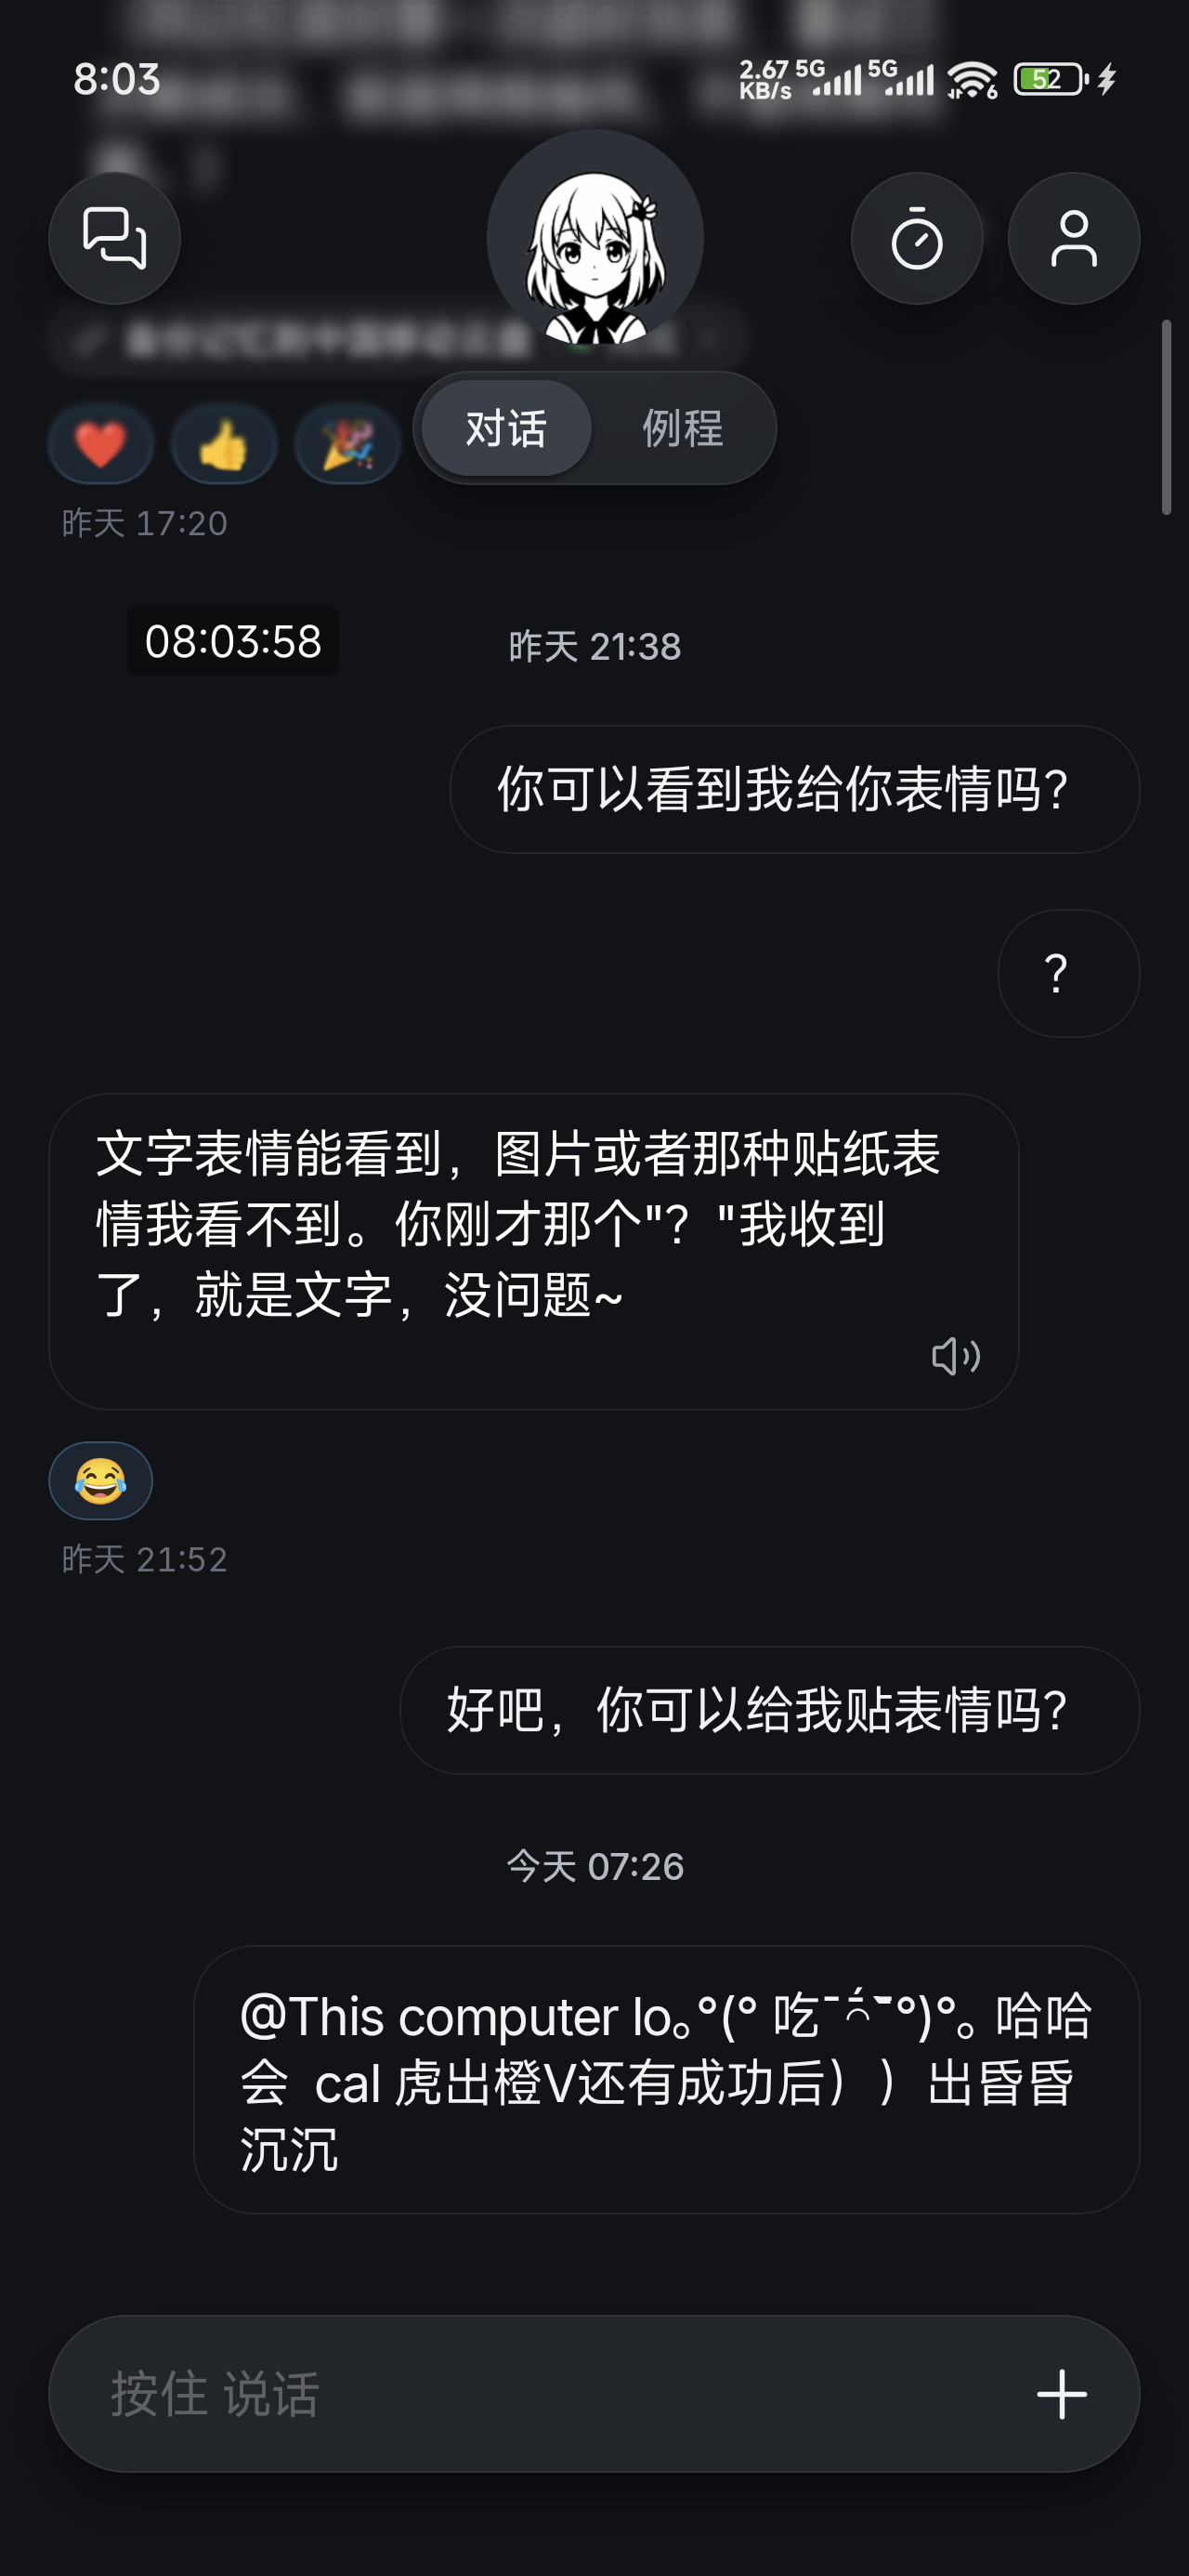 8:03
2.67 KB/s 5G 5G 6 52
对话 例程
昨天 17:20
08:03:58
昨天 21:38
你可以看到我给你表情吗?
?
文字表情能看到，图片或者那种贴纸表
情我看不到。你刚才那个"？"我收到
了，就是文字，没问题~
昨天 21:52
好吧，你可以给我贴表情吗?
今天 07:26
哈哈
会 cal 虎出橙V还有成功后）） 出昏昏
沉沉
按住 说话